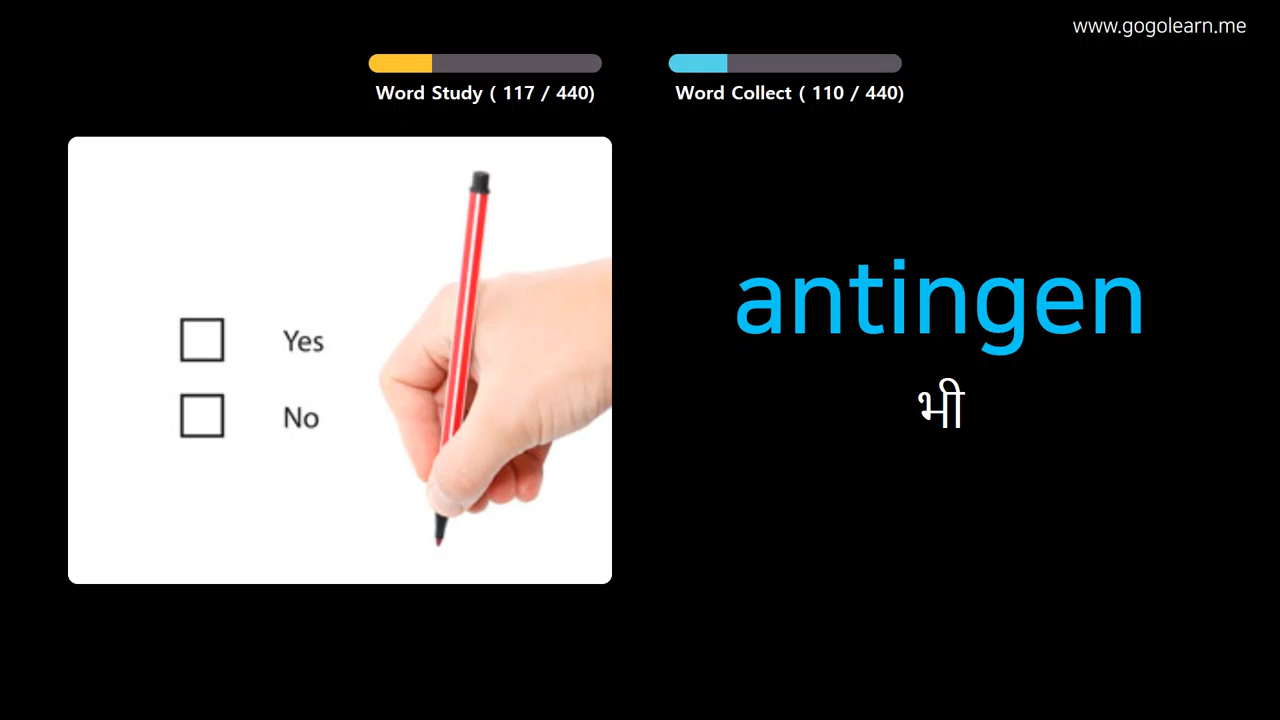 www.gogolearn.me
Word Study ( 117 / 440)
Word Collect ( 110 / 440)
Yes
No
antingen
भी